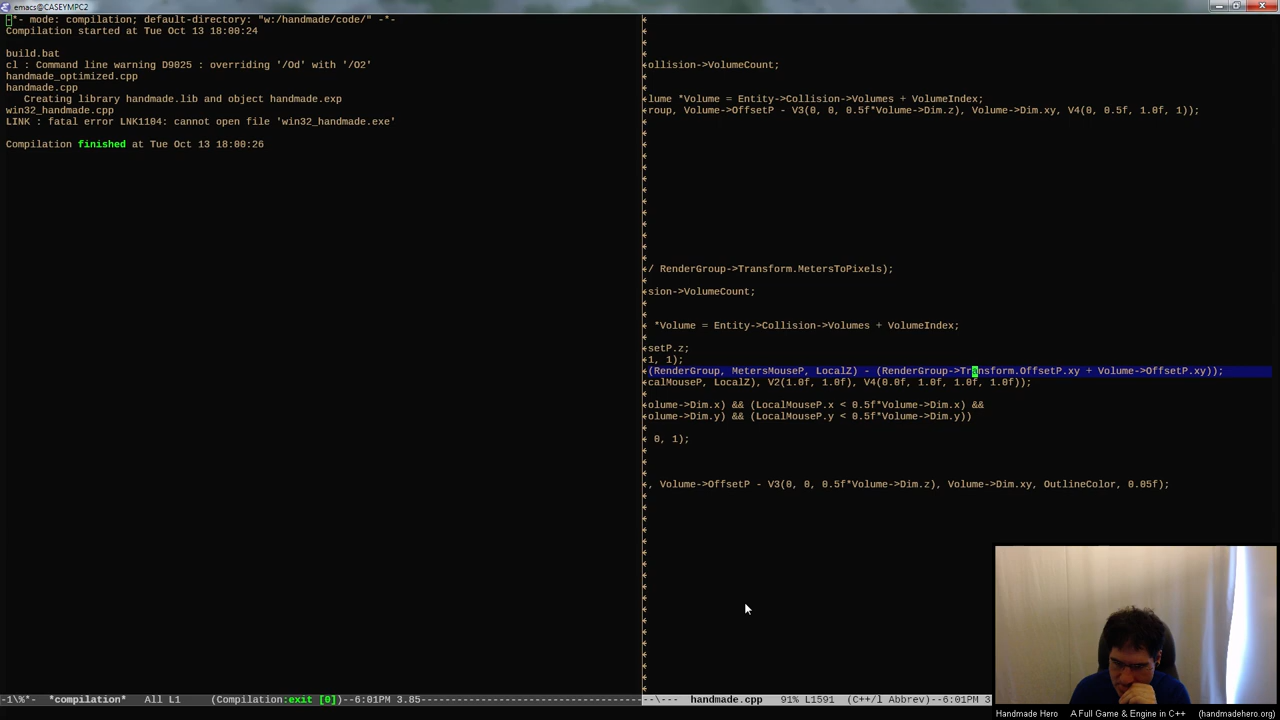 emacs@CASEYMPC2
-*- mode: compilation; default-directory: "w:/handmade/code/" -*-
Compilation started at Tue Oct 13 18:00:24
build.bat
cl : Command line warning D9025 : overriding '/Od' with '/O2'
handmade_optimized.cpp
handmade.cpp
Creating library handmade.lib and object handmade.exp
win32_handmade.cpp
LINK : fatal error LNK1104: cannot open file 'win32_handmade.exe'
Compilation finished at Tue Oct 13 18:00:26
-1\%*- *compilation* All L1 (Compilation:exit [0])--6:01PM 3.85
ollision->VolumeCount;
lume *Volume = Entity->Collision->Volumes + VolumeIndex;
roup, Volume->OffsetP - V3(0, 0, 0.5f*Volume->Dim.z), Volume->Dim.xy, V4(0, 0.5f, 1.0f, 1));
/ RenderGroup->Transform.MetersToPixels);
sion->VolumeCount;
*Volume = Entity->Collision->Volumes + VolumeIndex;
setP.z;
1, 1);
(RenderGroup, MetersMouseP, LocalZ) - (RenderGroup->Transform.OffsetP.xy + Volume->OffsetP.xy));
calMouseP, LocalZ), V2(1.0f, 1.0f), V4(0.0f, 1.0f, 1.0f, 1.0f));
olume->Dim.x) && (LocalMouseP.x < 0.5f*Volume->Dim.x) &&
olume->Dim.y) && (LocalMouseP.y < 0.5f*Volume->Dim.y))
0, 1);
, Volume->OffsetP - V3(0, 0, 0.5f*Volume->Dim.z), Volume->Dim.xy, OutlineColor, 0.05f);
--\--- handmade.cpp 91% L1591 (C++/l Abbrev)--6:01PM 3
Handmade Hero A Full Game & Engine in C++ (handmadehero.org)